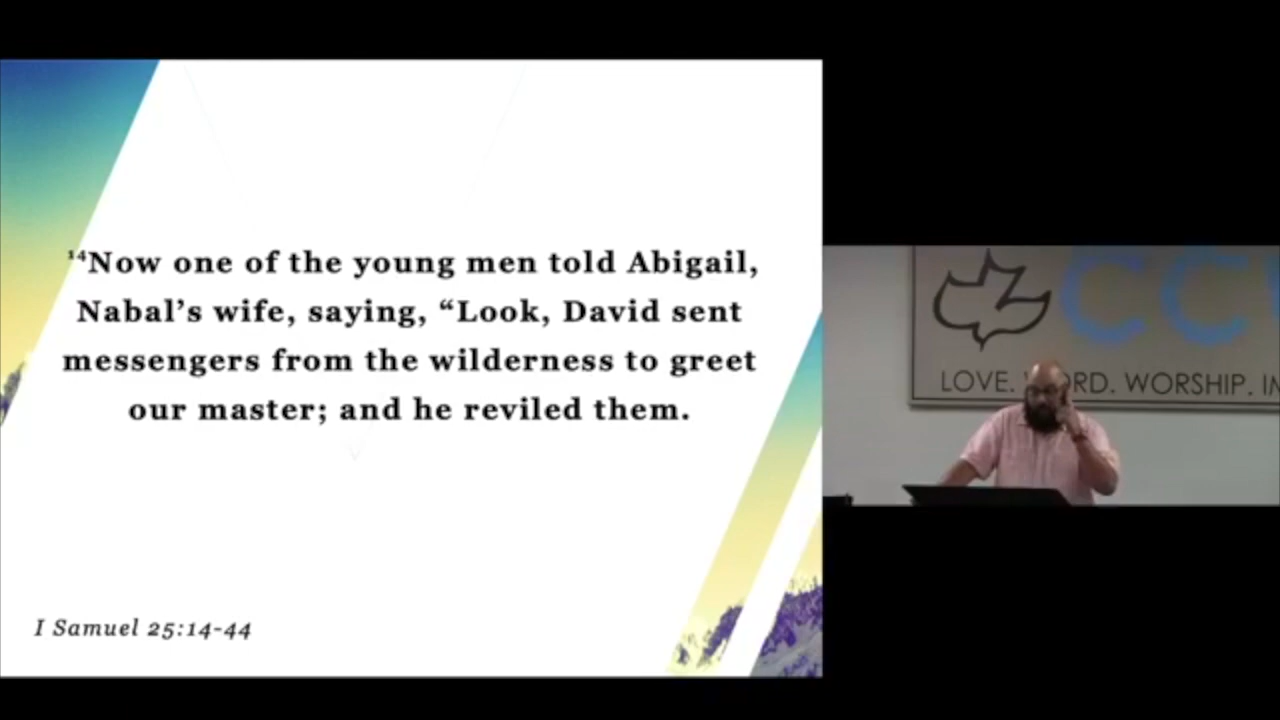 ¹⁴Now one of the young men told Abigail,
Nabal’s wife, saying, “Look, David sent
messengers from the wilderness to greet
our master; and he reviled them.
I Samuel 25:14-44
CC
LOVE. WORSHIP.